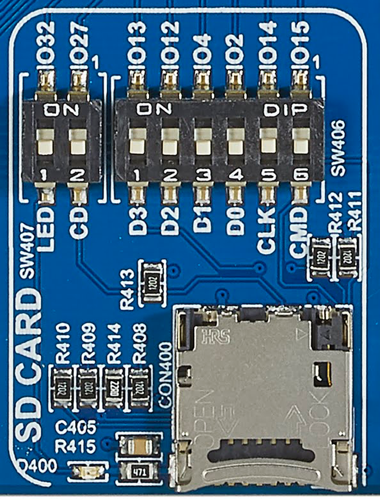 IO32 IO27 IO13 IO12 IO4 IO2 IO14 IO15
1 1
ON ON DIP
1 2 1 2 3 4 5 6
SW406
LED CD D3 D2 D1 D0 CLK CMD
SW407
R412 R411
R413
1202
SD CARD
R410 R409 R414 R408 CON400
OPEN LOCK
C405
R415
D400
471